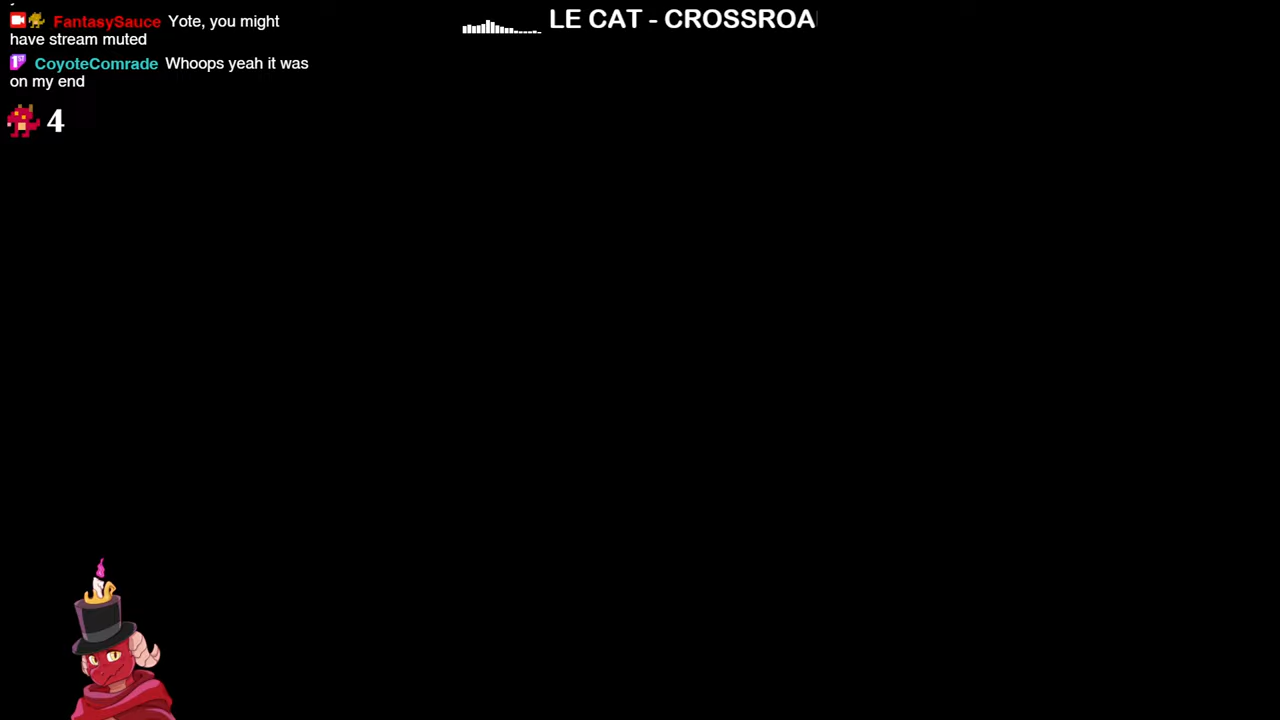 FantasySauce Yote, you might
have stream muted
CoyoteComrade Whoops yeah it was
on my end
4
LE CAT - CROSSROA